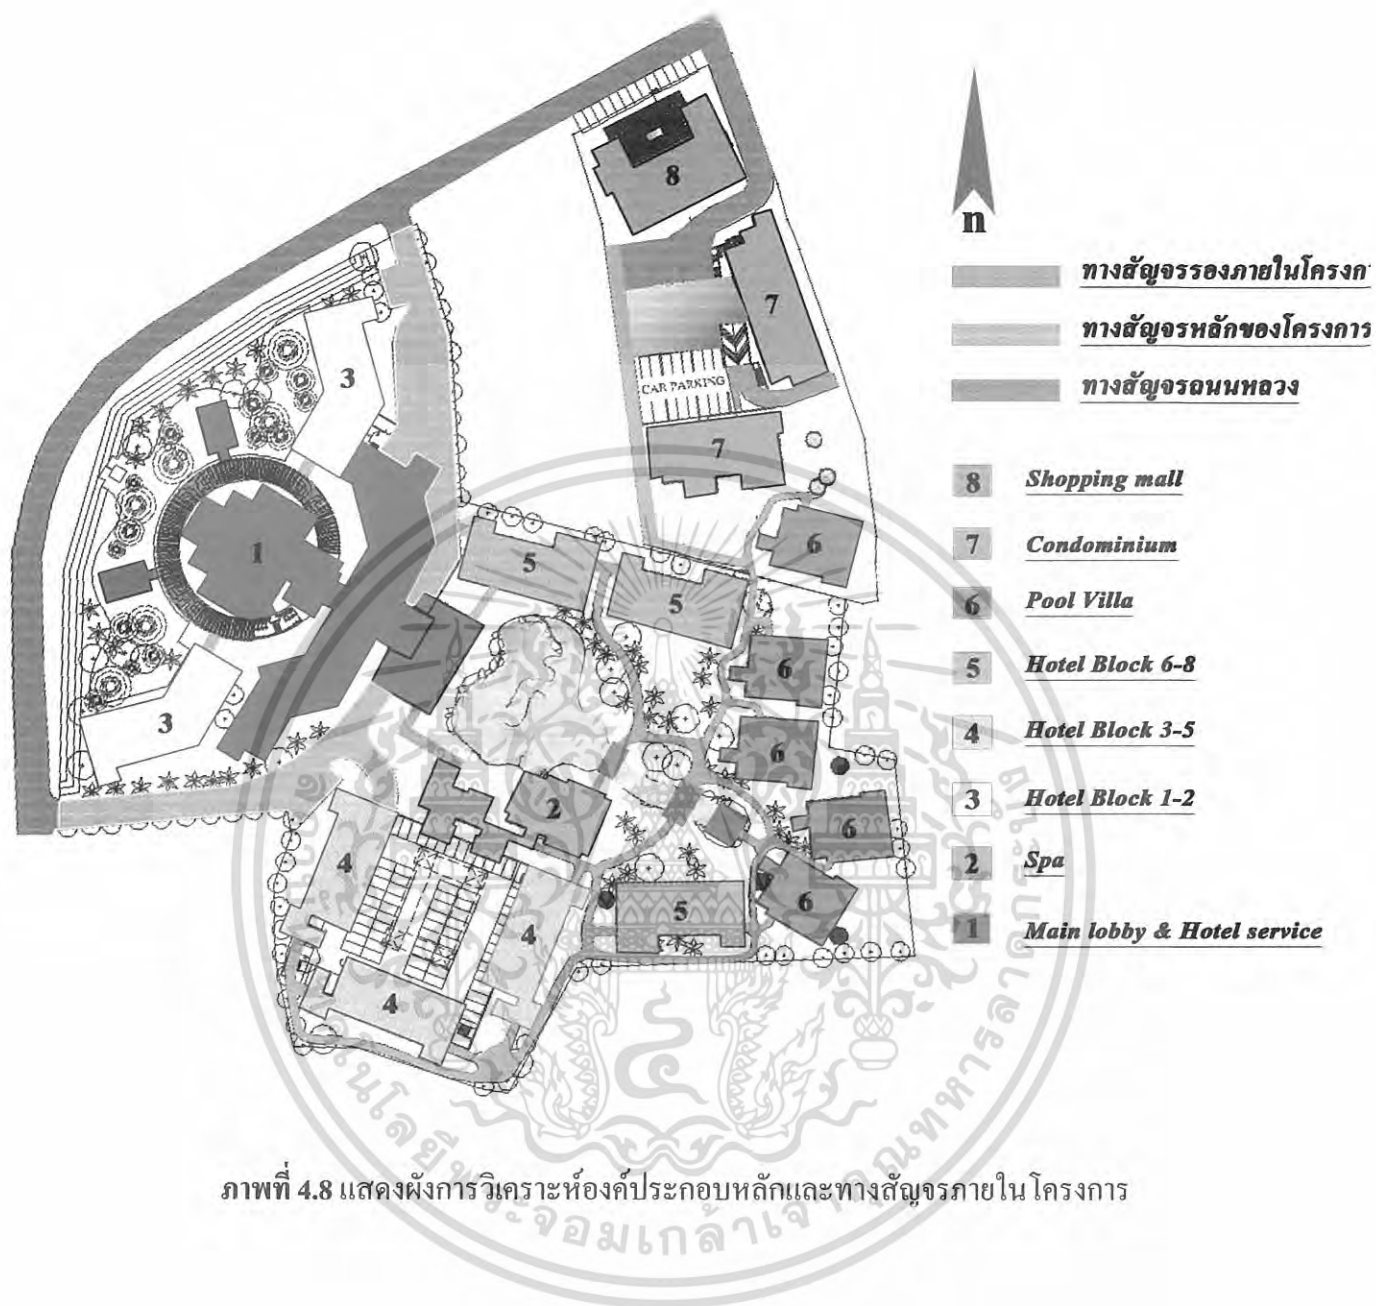 8
n
ทางสัญจรรองภายในโครงก
7
ทางสัญจรหลักของโครงการ
3
CAR PARKING
ทางสัญจรถนนหลวง
7
8 Shopping mall
1
5
6
7 Condominium
5
6 Pool Villa
6
5 Hotel Block 6-8
3
6
4 Hotel Block 3-5
2
3 Hotel Block 1-2
6
4
2 Spa
6
5
4
1 Main lobby & Hotel service
4
ภาพที่ 4.8 แสดงผังการวิเคราะห์องค์ประกอบหลักและทางสัญจรภายในโครงการ